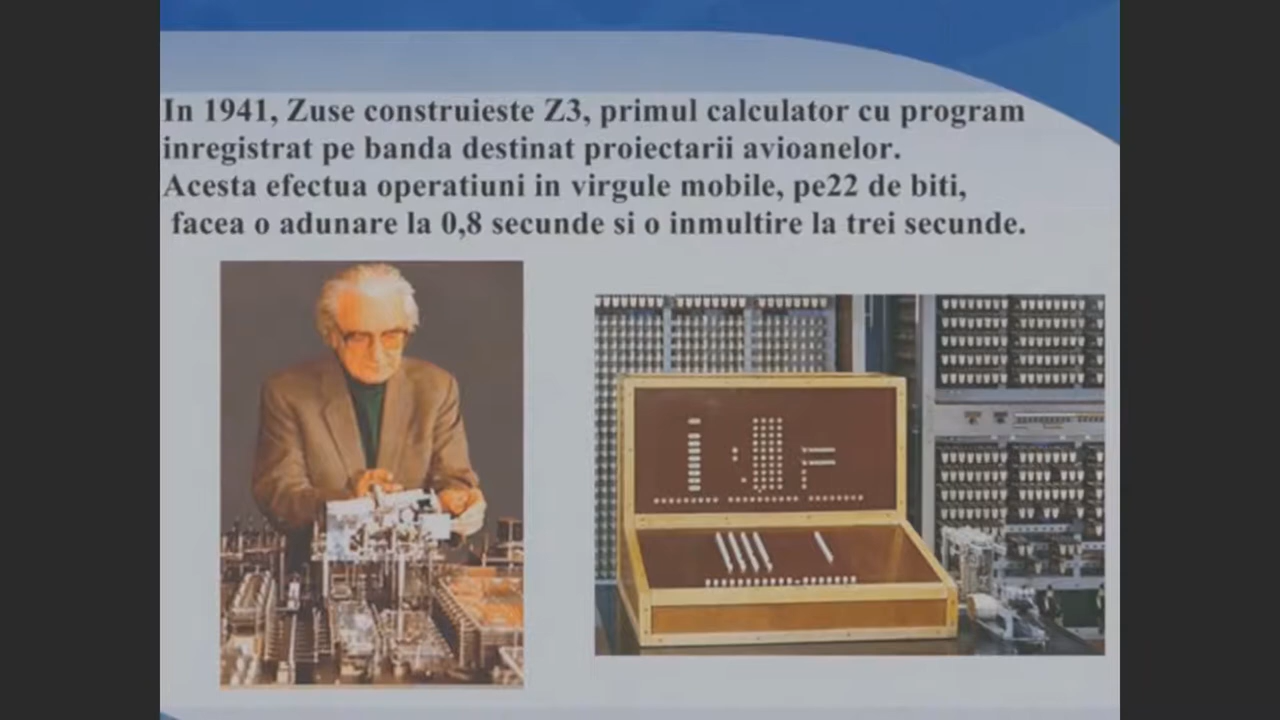 In 1941, Zuse construieste Z3, primul calculator cu program
inregistrat pe banda destinat proiectarii avioanelor.
Acesta efectua operatiuni in virgule mobile, pe22 de biti,
facea o adunare la 0,8 secunde si o inmultire la trei secunde.